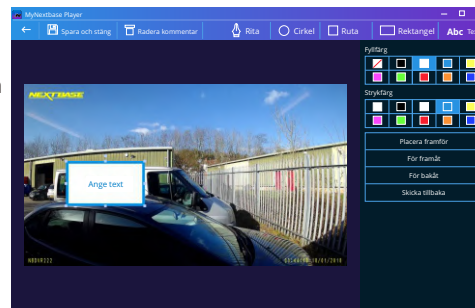 MyNextbase Player
Spara och stäng
Radera kommentar
Rita
Cirkel
Ruta
Rektangel
Abc
Fyllfärg
NEXTBASE
Strykfärg
Placera framför
För framåt
För bakåt
Skicka tillbaka
Ange text